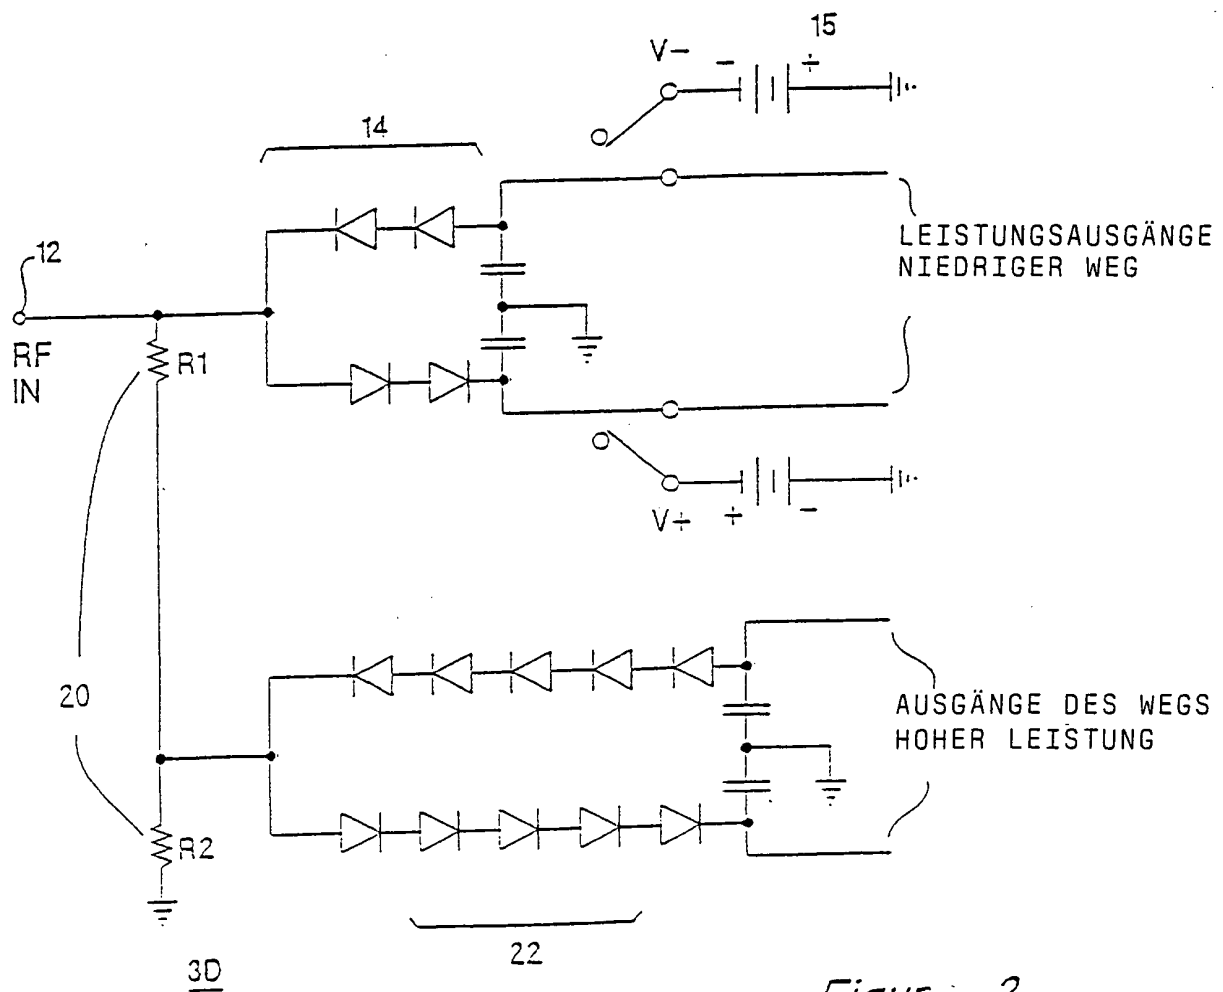 15
V- - ÷
14
12
LEISTUNGSAUSGÄNGE
NIEDRIGER WEG
RF
IN
R1
V÷ ÷ -
20
AUSGÄNGE DES WEGS
HOHER LEISTUNG
R2
22
3D